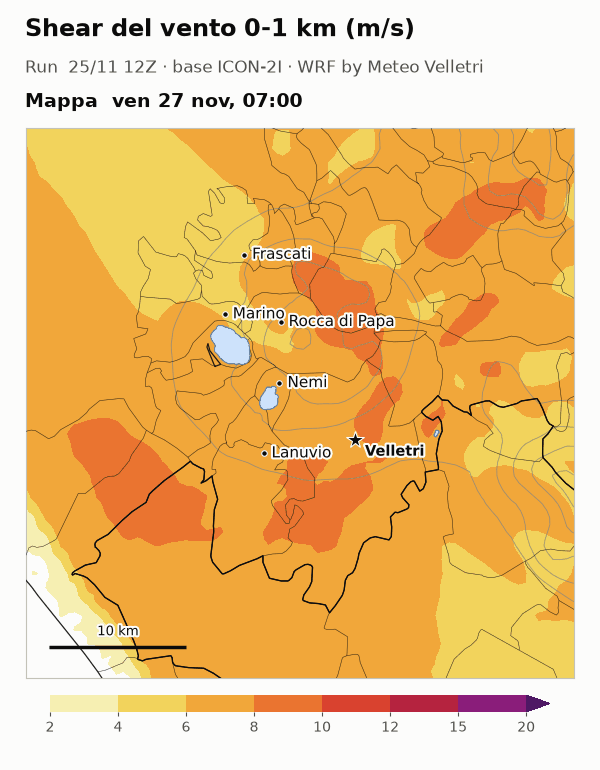 Shear del vento 0-1 km (m/s)
Run  25/11 12Z · base ICON-2I · WRF by Meteo Velletri
Mappa  ven 27 nov, 07:00
Frascati
Marino
Rocca di Papa
Nemi
Velletri
Lanuvio
10 km
2 4 6 8 10 12 15 20